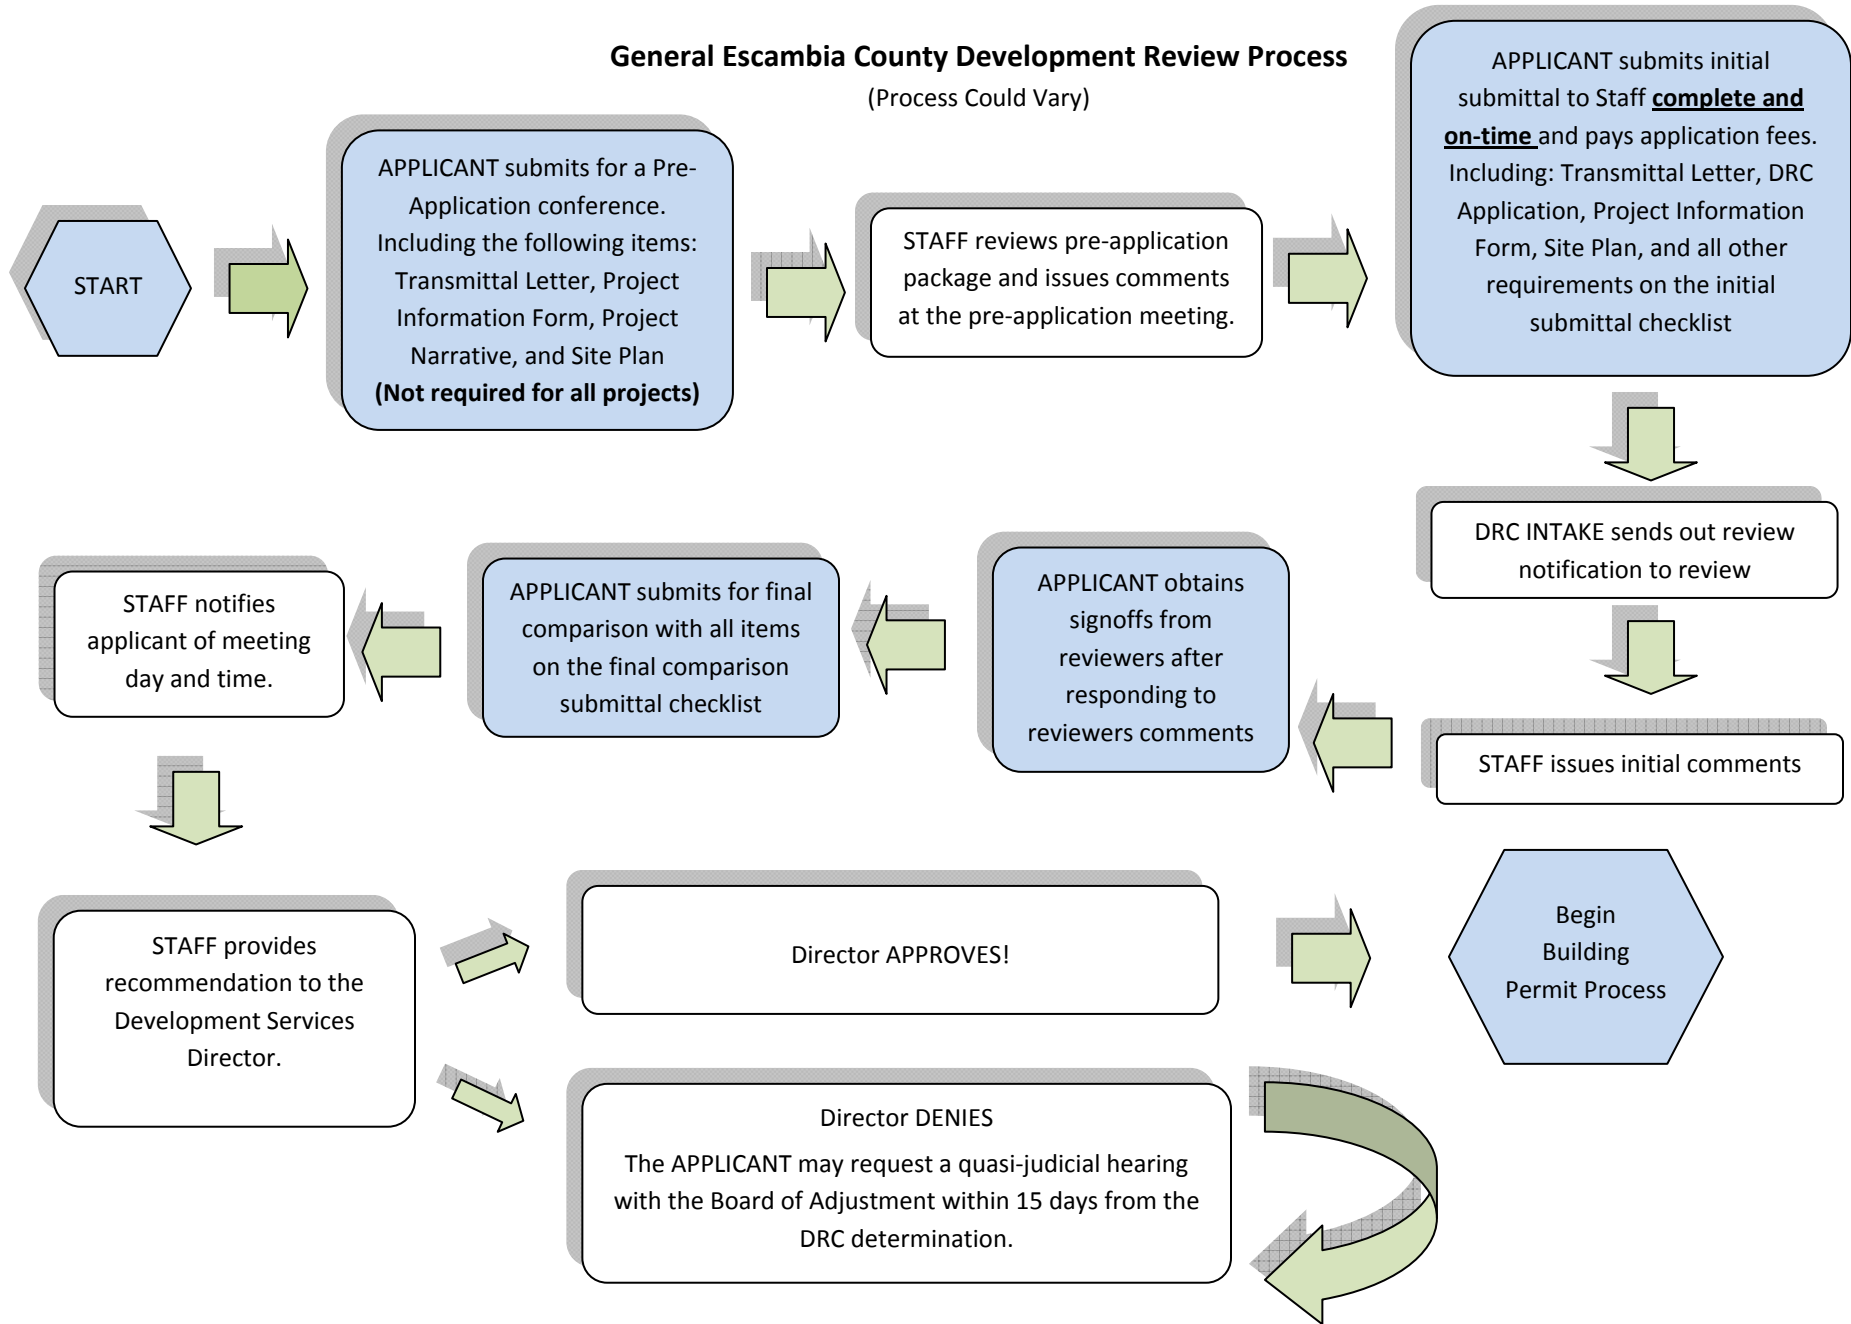 General Escambia County Development Review Process
(Process Could Vary)
START
APPLICANT submits for a Pre-
Application conference.
Including the following items:
Transmittal Letter, Project
Information Form, Project
Narrative, and Site Plan
(Not required for all projects)
STAFF reviews pre-application
package and issues comments
at the pre-application meeting.
APPLICANT submits initial
submittal to Staff complete and
on-time and pays application fees.
Including: Transmittal Letter, DRC
Application, Project Information
Form, Site Plan, and all other
requirements on the initial
submittal checklist
DRC INTAKE sends out review
notification to review
STAFF issues initial comments
APPLICANT obtains
signoffs from
reviewers after
responding to
reviewers comments
APPLICANT submits for final
comparison with all items
on the final comparison
submittal checklist
STAFF notifies
applicant of meeting
day and time.
STAFF provides
recommendation to the
Development Services
Director.
Director APPROVES!
Begin
Building
Permit Process
Director DENIES
The APPLICANT may request a quasi-judicial hearing
with the Board of Adjustment within 15 days from the
DRC determination.